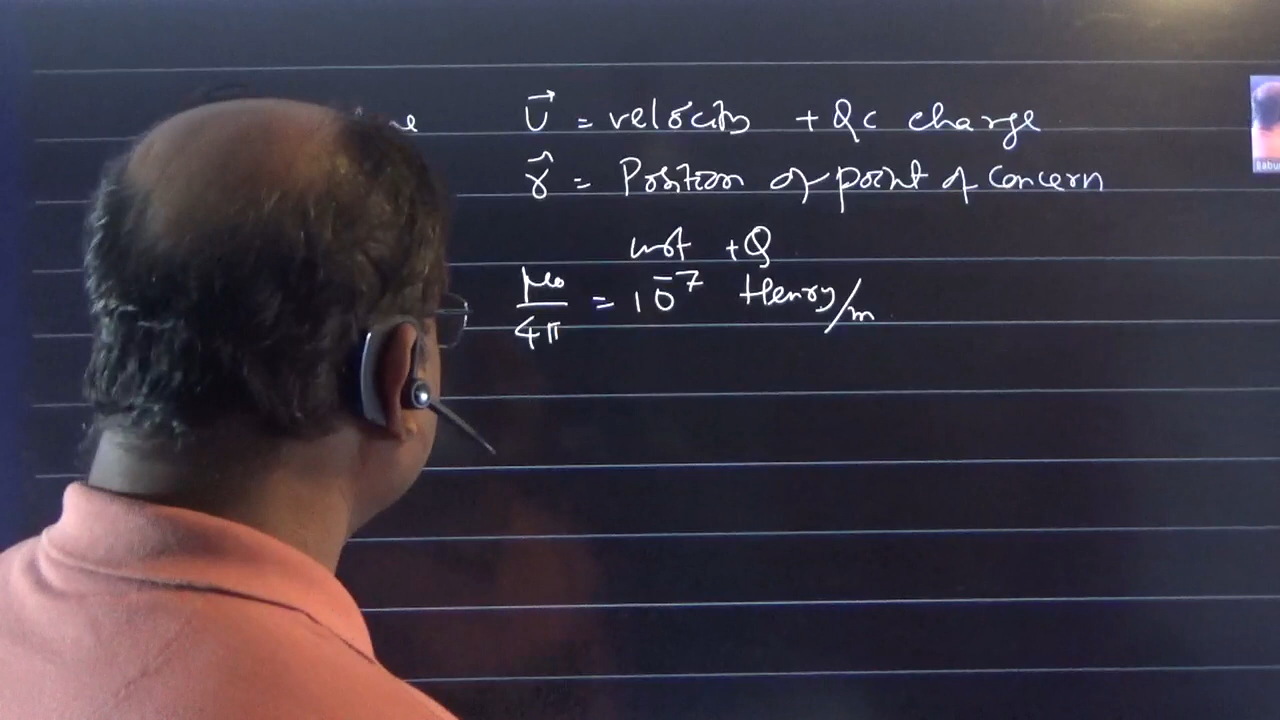 v⃗ = velocity +Qc charge
r̂ = Position of point of Concern
wrt +Q
μ₀/4π = 10⁻⁷ Henry/m